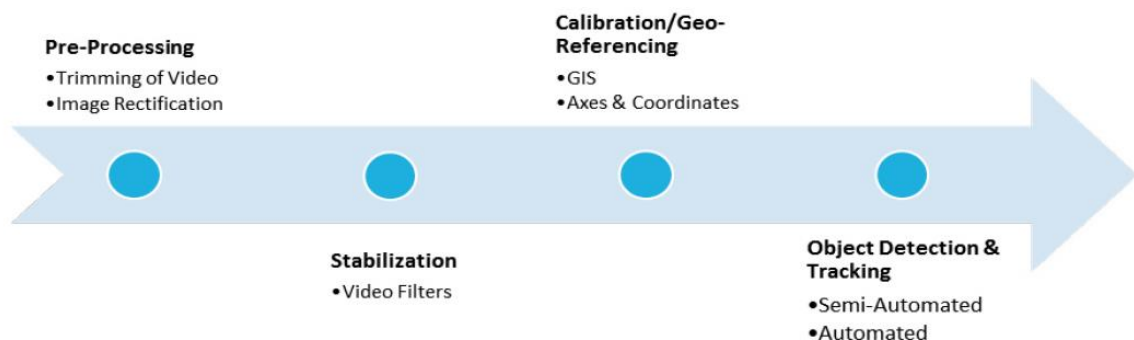 Pre-Processing
•Trimming of Video
•Image Rectification
Stabilization
•Video Filters
Calibration/Geo-
Referencing
•GIS
•Axes & Coordinates
Object Detection &
Tracking
•Semi-Automated
•Automated